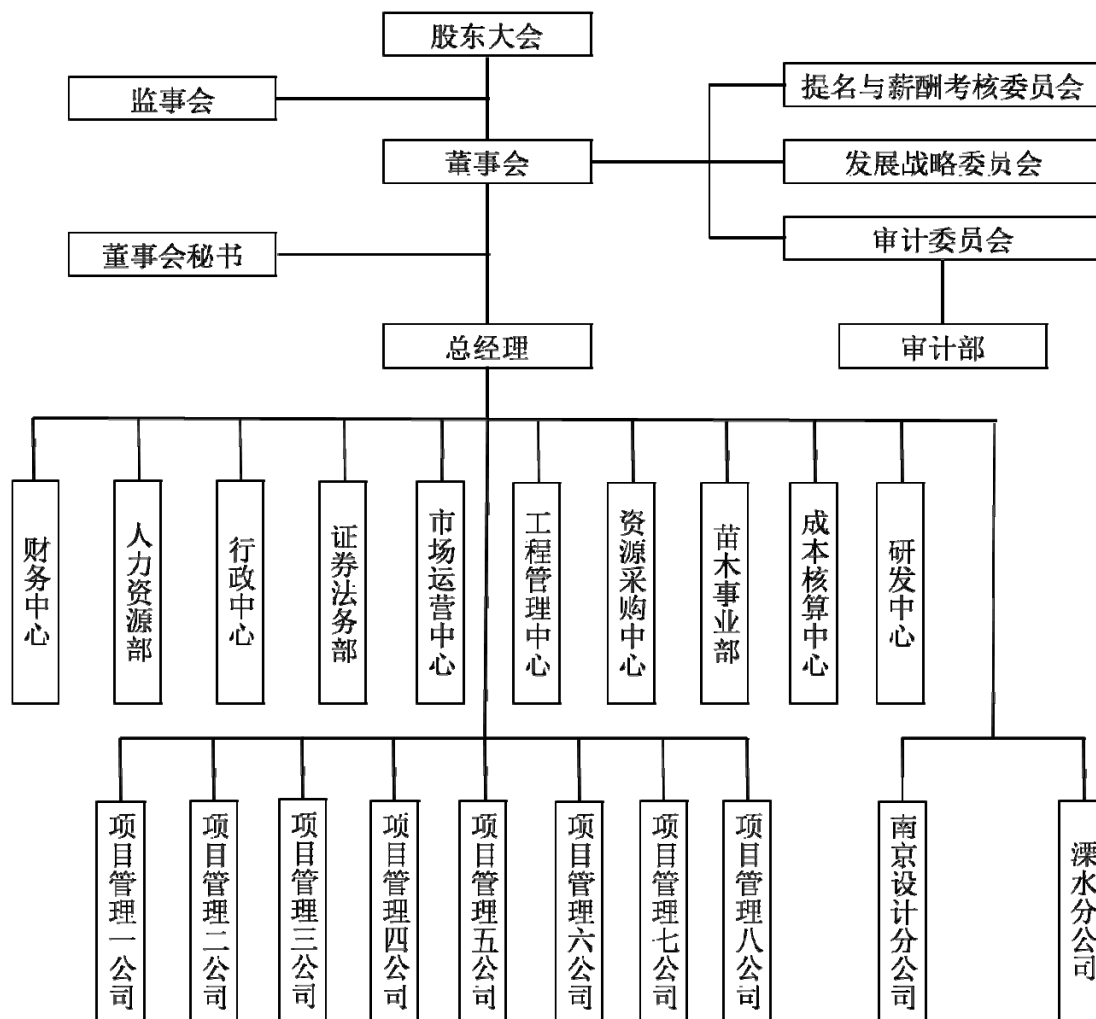 股东大会
监事会
提名与薪酬考核委员会
董事会
发展战略委员会
董事会秘书
审计委员会
总经理
审计部
财务中心
人力资源部
行政中心
证券法务部
市场运营中心
工程管理中心
资源采购中心
苗木事业部
成本核算中心
研发中心
项目管理一公司
项目管理二公司
项目管理三公司
项目管理四公司
项目管理五公司
项目管理六公司
项目管理七公司
项目管理八公司
南京设计分公司
溧水分公司